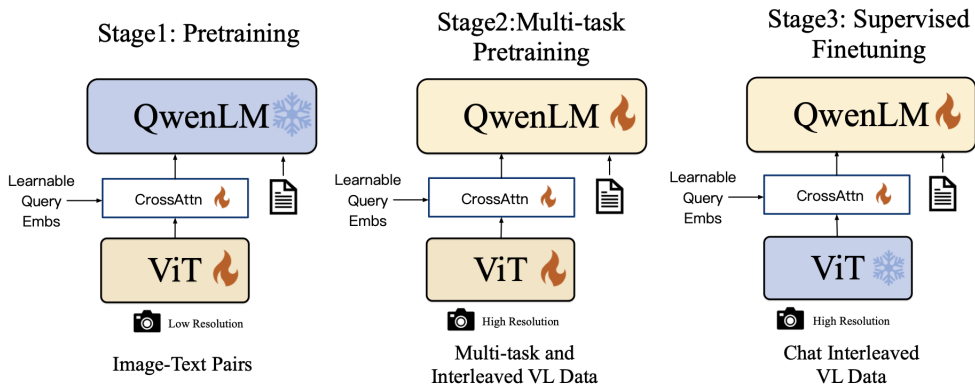 Stage1: Pretraining
QwenLM
Learnable
Query
Embs
CrossAttn
ViT
Low Resolution
Image-Text Pairs
Stage2:Multi-task
Pretraining
QwenLM
Learnable
Query
Embs
CrossAttn
ViT
High Resolution
Multi-task and
Interleaved VL Data
Stage3: Supervised
Finetuning
QwenLM
Learnable
Query
Embs
CrossAttn
ViT
High Resolution
Chat Interleaved
VL Data